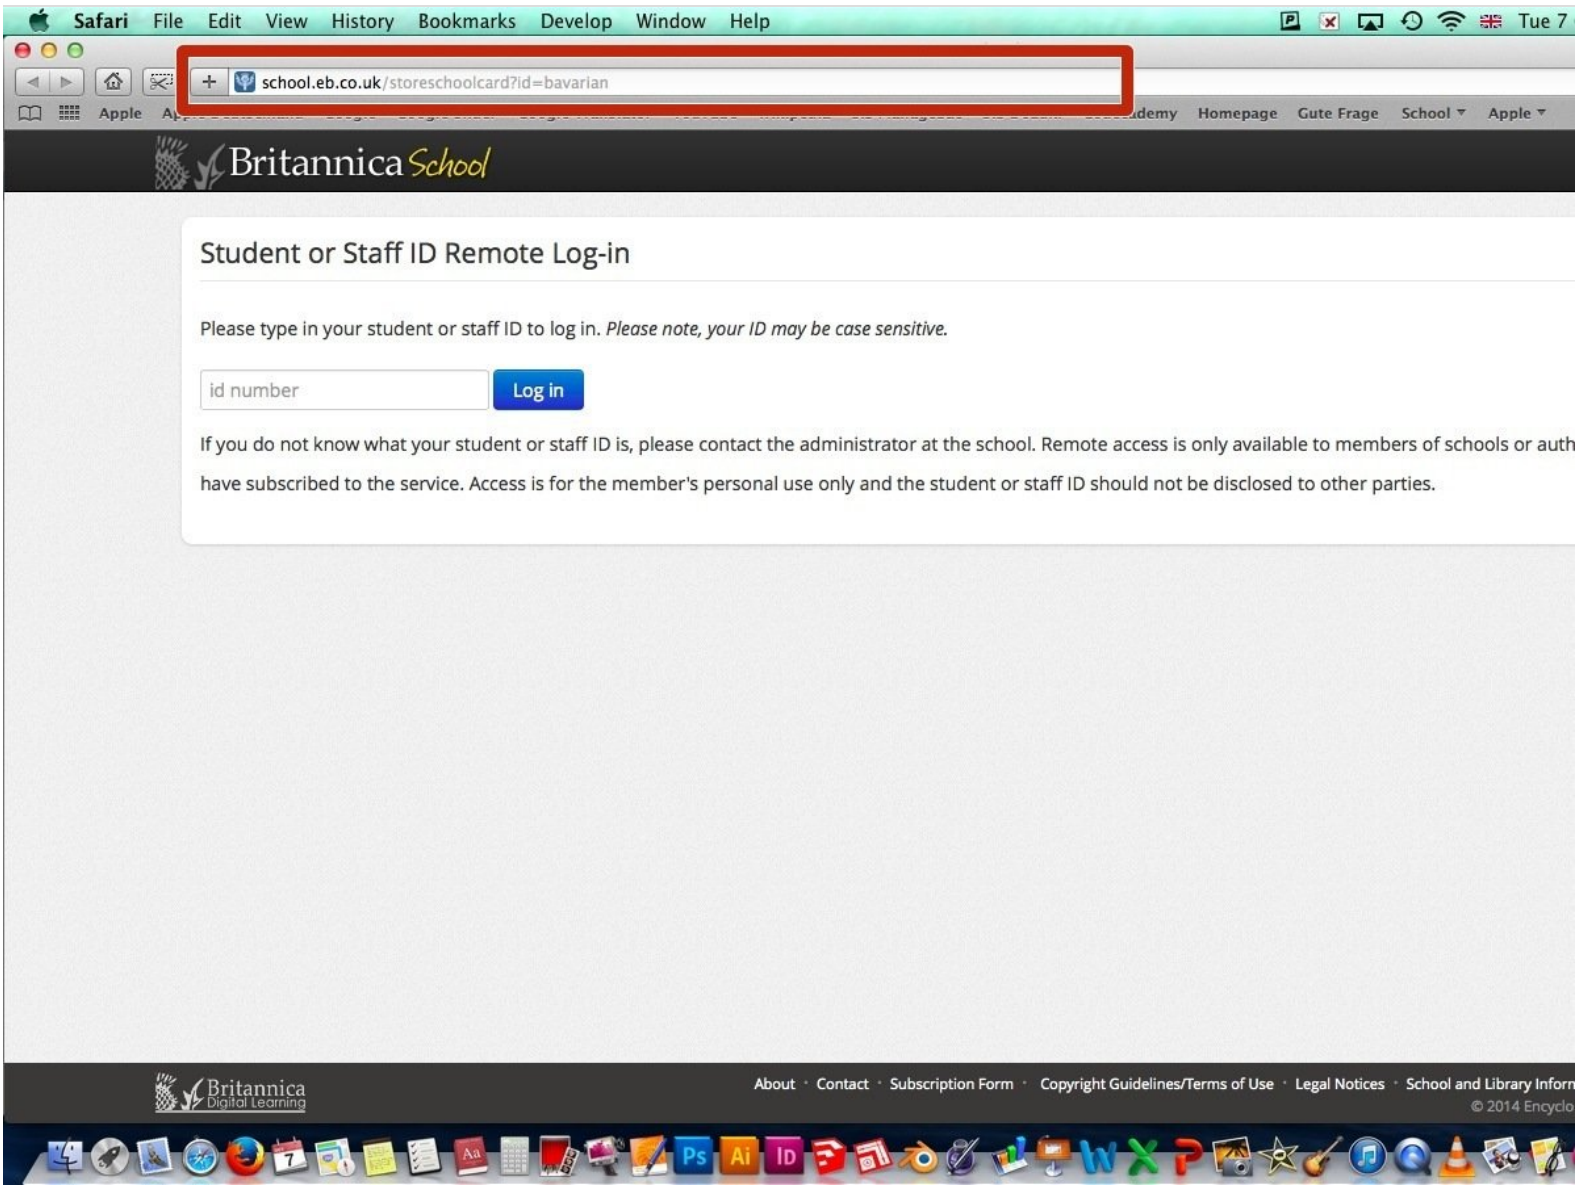 Safari File Edit View History Bookmarks Develop Window Help Tue 7
school.eb.co.uk/storeschoolcard?id=bavarian
Apple Homepage Gute Frage School Apple
Britannica School
Student or Staff ID Remote Log-in
Please type in your student or staff ID to log in. Please note, your ID may be case sensitive.
id number Log in
If you do not know what your student or staff ID is, please contact the administrator at the school. Remote access is only available to members of schools or auth
have subscribed to the service. Access is for the member's personal use only and the student or staff ID should not be disclosed to other parties.
Britannica
Digital Learning
About · Contact · Subscription Form · Copyright Guidelines/Terms of Use · Legal Notices · School and Library Inform
© 2014 Encyclo
7 Aa Ps Ai ID